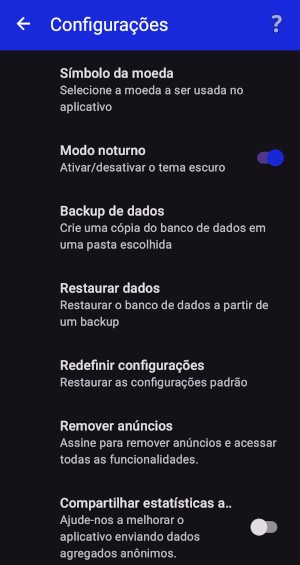 Configurações
?
Símbolo da moeda
Selecione a moeda a ser usada no
aplicativo
Modo noturno
Ativar/desativar o tema escuro
Backup de dados
Crie uma cópia do banco de dados em
uma pasta escolhida
Restaurar dados
Restaurar o banco de dados a partir de
um backup
Redefinir configurações
Restaurar as configurações padrão
Remover anúncios
Assine para remover anúncios e acessar
todas as funcionalidades.
Compartilhar estatísticas a..
Ajude-nos a melhorar o
aplicativo enviando dados
agregados anônimos.